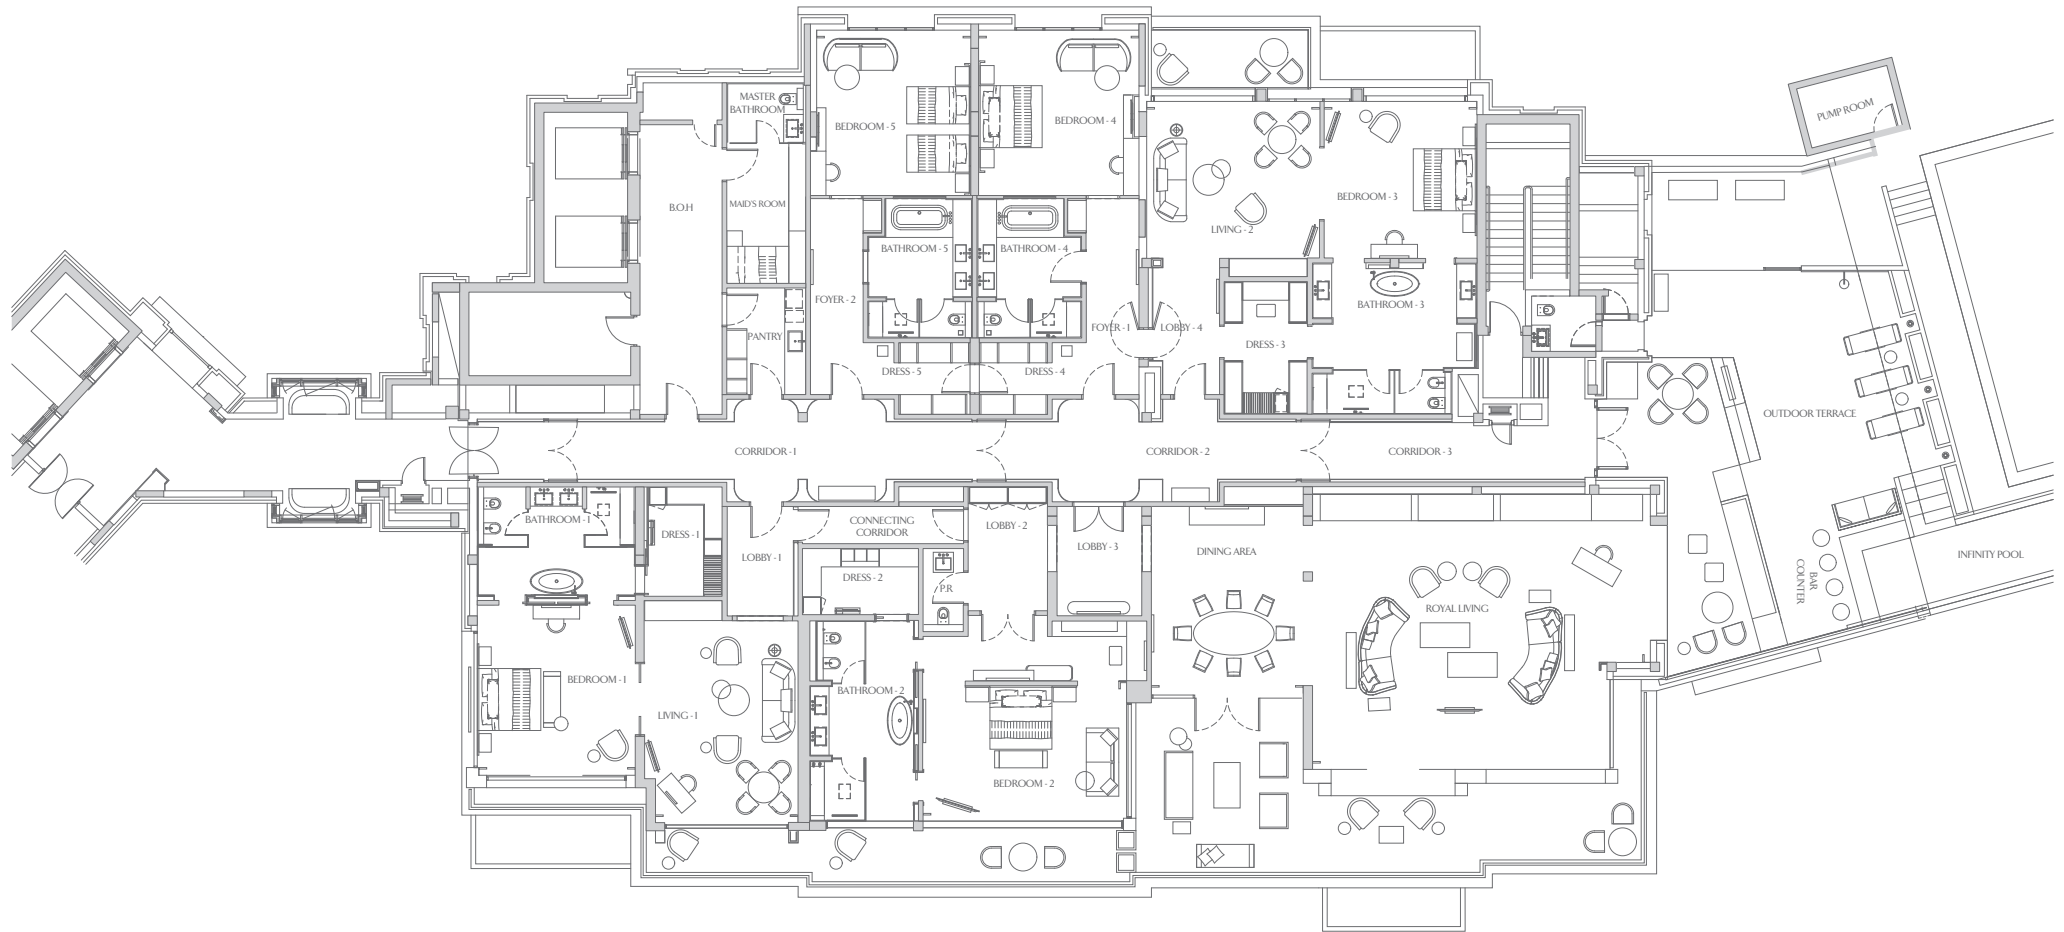 MASTER
BATHROOM
BEDROOM - 5
BEDROOM - 4
PUMP ROOM
B.O.H
MAID'S ROOM
BEDROOM - 3
LIVING - 2
BATHROOM - 5
BATHROOM - 4
FOYER - 2
BATHROOM - 3
FOYER - 1
LOBBY - 4
PANTRY
DRESS - 3
DRESS - 5
DRESS - 4
OUTDOOR TERRACE
CORRIDOR - 1
CORRIDOR - 2
CORRIDOR - 3
BATHROOM - 1
CONNECTING
CORRIDOR
LOBBY - 2
DRESS - 1
LOBBY - 3
DINING AREA
LOBBY - 1
INFINITY POOL
DRESS - 2
P.R
BAR
COUNTER
ROYAL LIVING
BEDROOM - 1
BATHROOM - 2
LIVING - 1
BEDROOM - 2